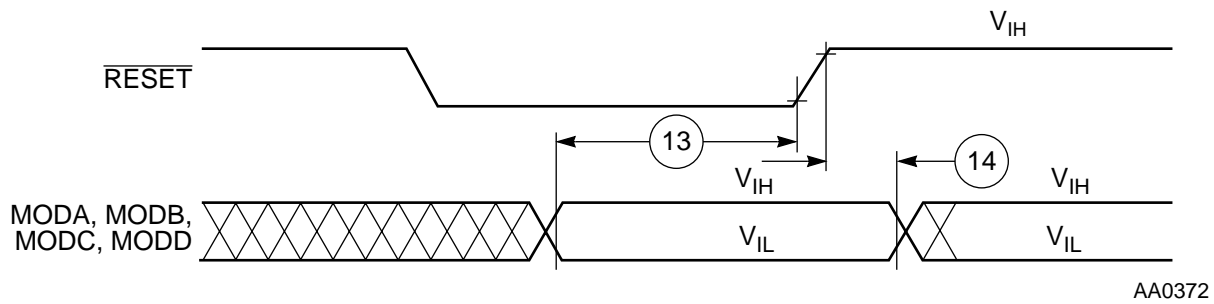 V_IH
RESET
13
V_IH
14
V_IH
MODA, MODB,
MODC, MODD
V_IL
V_IL
AA0372